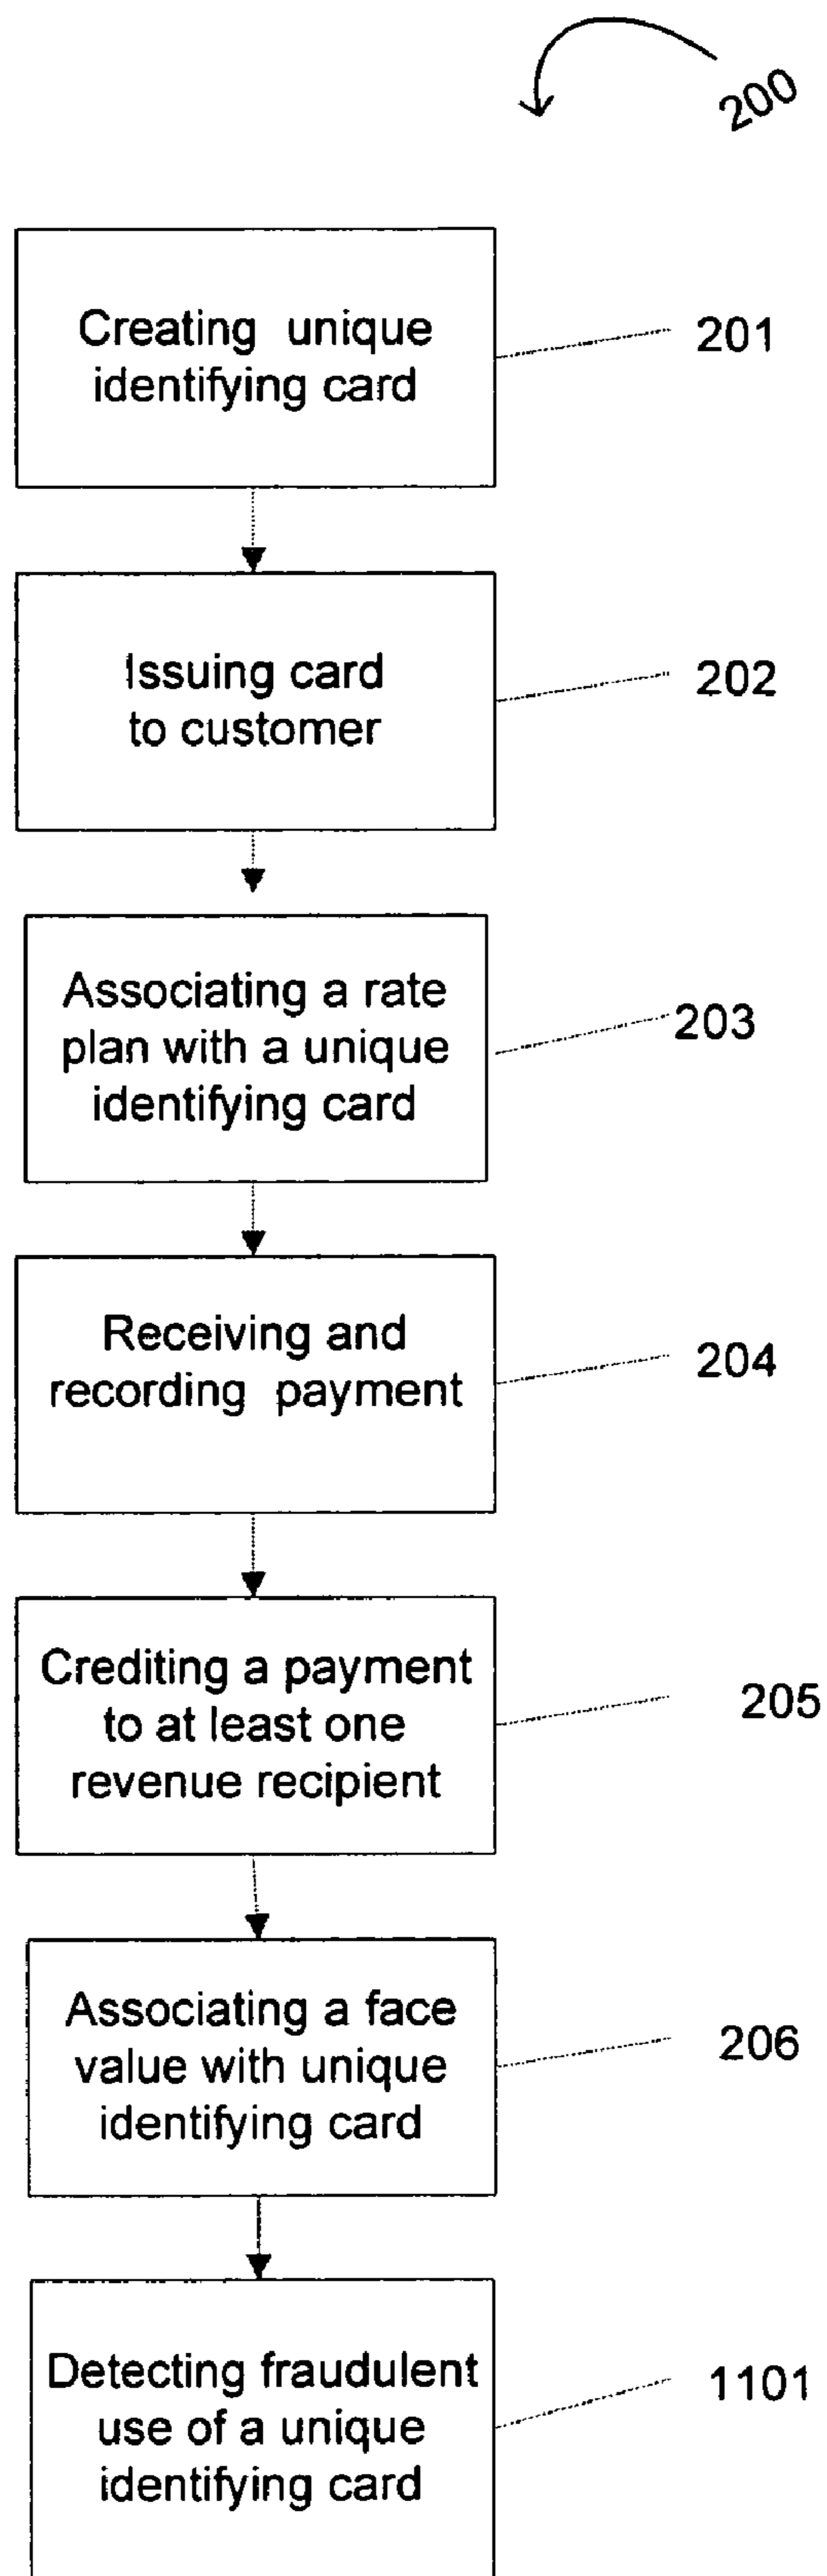 200
Creating unique
identifying card
201
Issuing card
to customer
202
Associating a rate
plan with a unique
identifying card
203
Receiving and
recording payment
204
Crediting a payment
to at least one
revenue recipient
205
Associating a face
value with unique
identifying card
206
Detecting fraudulent
use of a unique
identifying card
1101